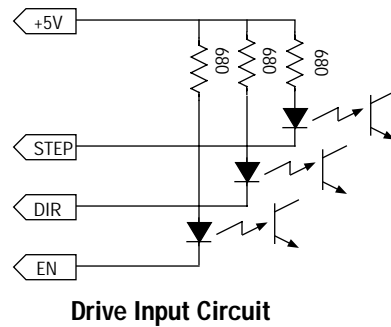 +5V
680
680
680
STEP
DIR
EN
Drive Input Circuit